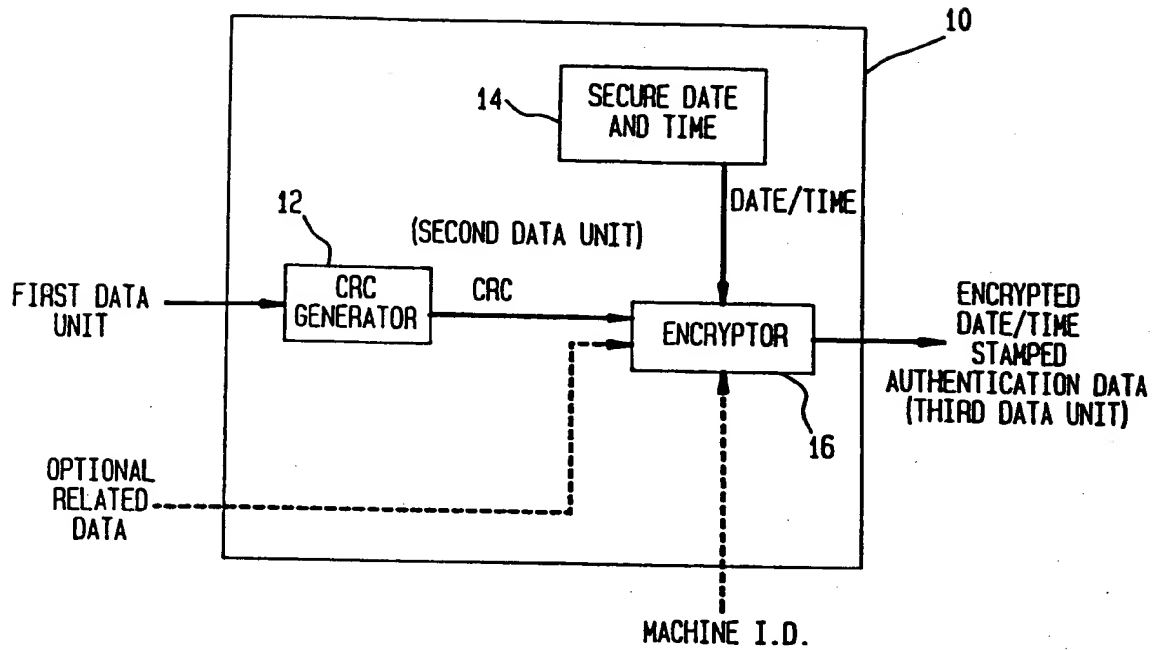 10
14
SECURE DATE
AND TIME
DATE/TIME
12
(SECOND DATA UNIT)
FIRST DATA
UNIT
CRC
GENERATOR
CRC
ENCRYPTOR
ENCRYPTED
DATE/TIME
STAMPED
AUTHENTICATION DATA
(THIRD DATA UNIT)
16
OPTIONAL
RELATED
DATA
MACHINE I.D.